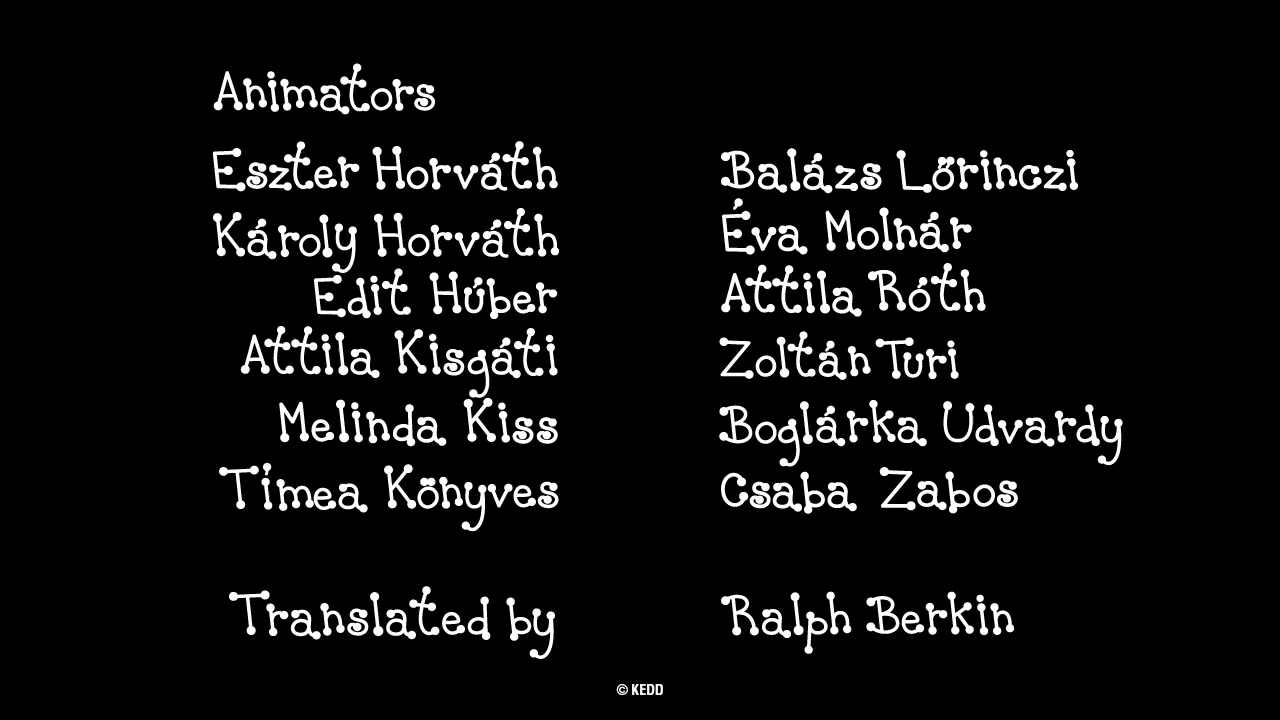 Animators
Eszter Horváth
Károly Horváth
Edit Húber
Attila Kisgáti
Melinda Kiss
Tímea Könyves
Balázs Lőrinczi
Éva Molnár
Attila Róth
Zoltán Turi
Boglárka Udvardy
Csaba Zabos
Translated by Ralph Berkin
© KEDD